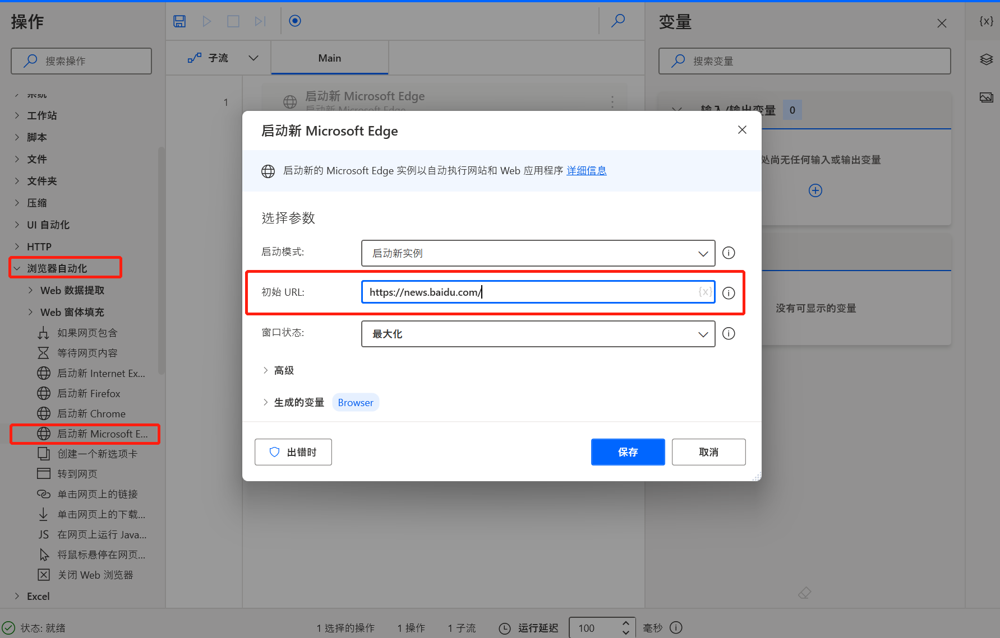 操作
搜索操作
系统
工作站
脚本
文件
文件夹
压缩
UI 自动化
HTTP
浏览器自动化
Web 数据提取
Web 窗体填充
如果网页包含
等待网页内容
启动新 Internet Ex...
启动新 Firefox
启动新 Chrome
启动新 Microsoft E...
创建一个新选项卡
转到网页
单击网页上的链接
单击网页上的下载...
JS 在网页上运行 Java...
将鼠标悬停在网页...
关闭 Web 浏览器
Excel
子流
Main
1
启动新 Microsoft Edge
启动新 Microsoft Edge
启动新 Microsoft Edge
启动新的 Microsoft Edge 实例以自动执行网站和 Web 应用程序 详细信息
选择参数
启动模式:
启动新实例
初始 URL:
https://news.baidu.com/
{x}
窗口状态:
最大化
高级
生成的变量 Browser
出错时
保存
取消
变量
{x}
搜索变量
输入/输出变量 0
处尚无任何输入或输出变量
没有可显示的变量
状态: 就绪
1 选择的操作
1 操作
1 子流
运行延迟
100
毫秒